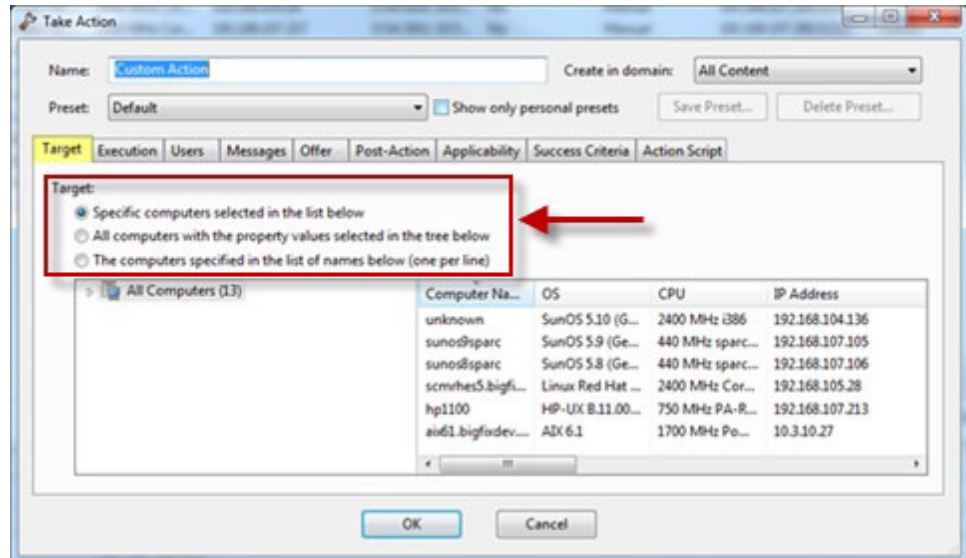 Take Action
Name: Custom Action Create in domain: All Content
Preset: Default Show only personal presets Save Preset... Delete Preset...
Target Execution Users Messages Offer Post-Action Applicability Success Criteria Action Script
Target:
Specific computers selected in the list below
All computers with the property values selected in the tree below
The computers specified in the list of names below (one per line)
All Computers (13) Computer Na... OS CPU IP Address
unknown SunOS 5.10 (G... 2400 MHz i386 192.168.104.136
sunos9sparc SunOS 5.9 (Ge... 440 MHz sparc... 192.168.107.105
sunos8sparc SunOS 5.8 (Ge... 440 MHz sparc... 192.168.107.106
scmrhes5.bigfi... Linux Red Hat ... 2400 MHz Cor... 192.168.105.28
hp1100 HP-UX B.11.00... 750 MHz PA-R... 192.168.107.213
aix61.bigfixdev.... AIX 6.1 1700 MHz Po... 10.3.10.27
OK Cancel